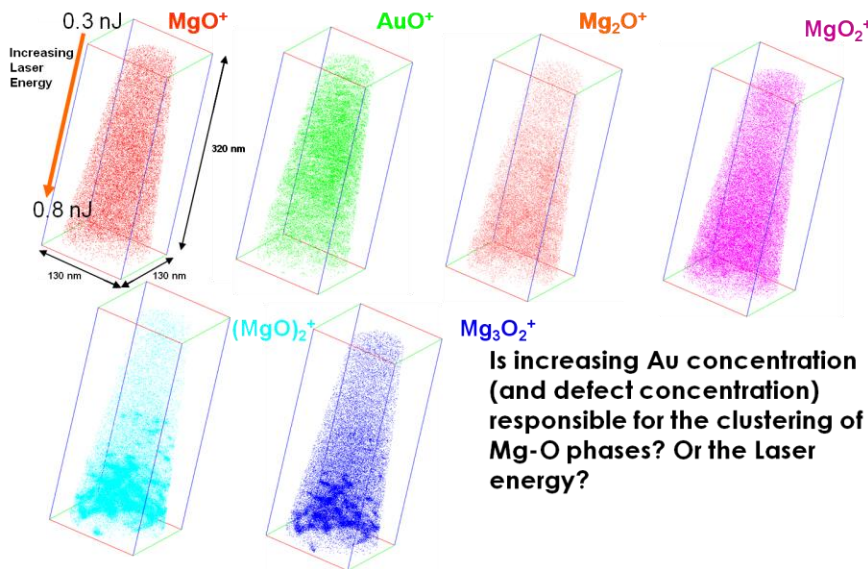 0.3 nJ
MgO⁺
AuO⁺
Mg₂O⁺
MgO₂⁺
Increasing
Laser
Energy
320 nm
0.8 nJ
130 nm
130 nm
(MgO)₂⁺
Mg₃O₂⁺
Is increasing Au concentration
(and defect concentration)
responsible for the clustering of
Mg-O phases? Or the Laser
energy?